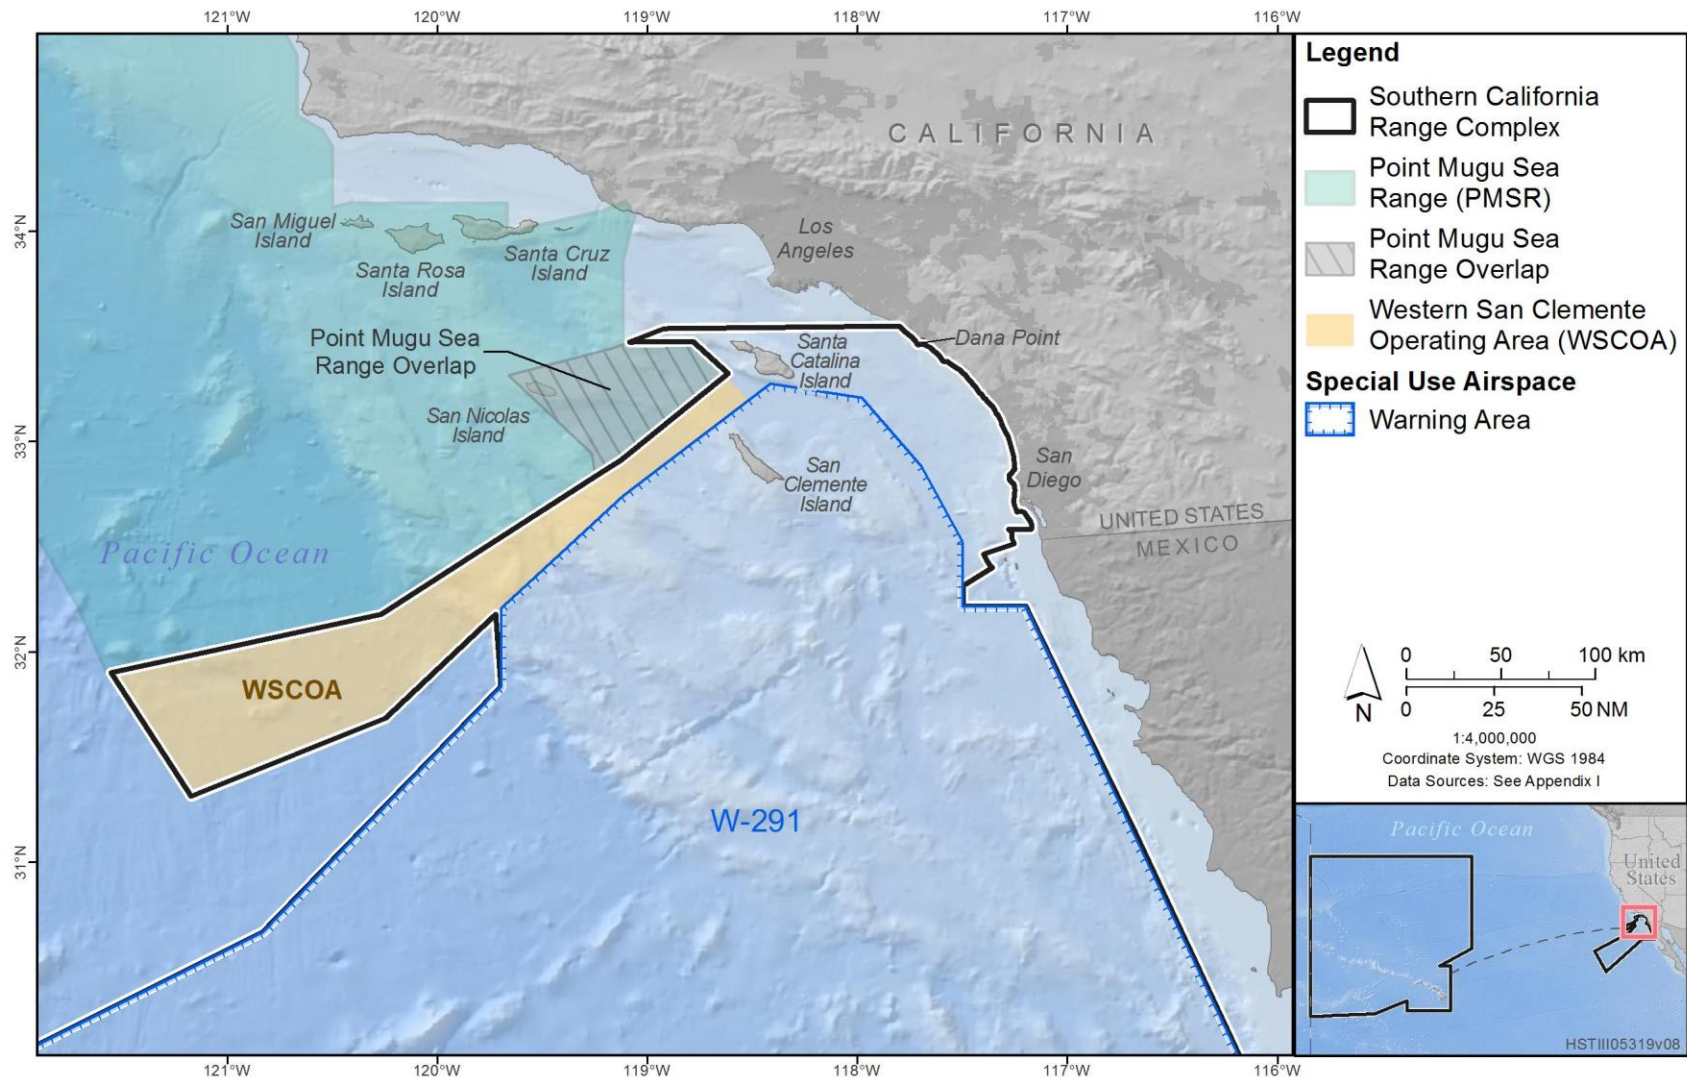 121°W 120°W 119°W 118°W 117°W 116°W
34°N
33°N
32°N
31°N
CALIFORNIA
San Miguel
Island
Santa Rosa
Island
Santa Cruz
Island
Los
Angeles
Point Mugu Sea
Range Overlap
San Nicolas
Island
Santa
Catalina
Island
Dana Point
San
Clemente
Island
San
Diego
UNITED STATES
MEXICO
Pacific Ocean
WSCOA
W-291
121°W 120°W 119°W 118°W 117°W 116°W
Legend
Southern California
Range Complex
Point Mugu Sea
Range (PMSR)
Point Mugu Sea
Range Overlap
Western San Clemente
Operating Area (WSCOA)
Special Use Airspace
Warning Area
N
0 50 100 km
0 25 50 NM
1:4,000,000
Coordinate System: WGS 1984
Data Sources: See Appendix I
Pacific Ocean
United
States
HSTIII05319v08